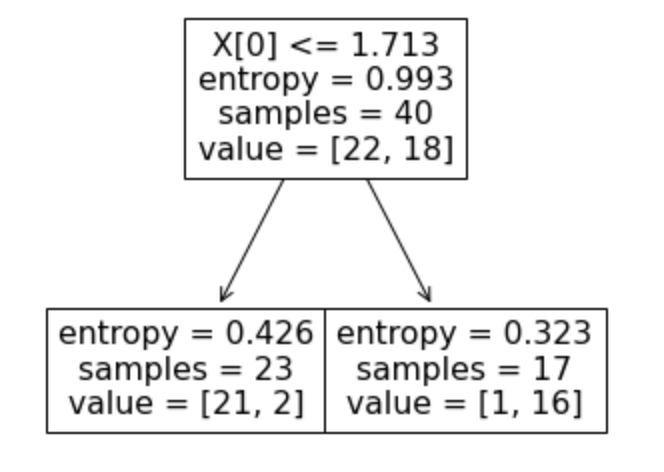 X[0] <= 1.713
entropy = 0.993
samples = 40
value = [22, 18]
entropy = 0.426
samples = 23
value = [21, 2]
entropy = 0.323
samples = 17
value = [1, 16]